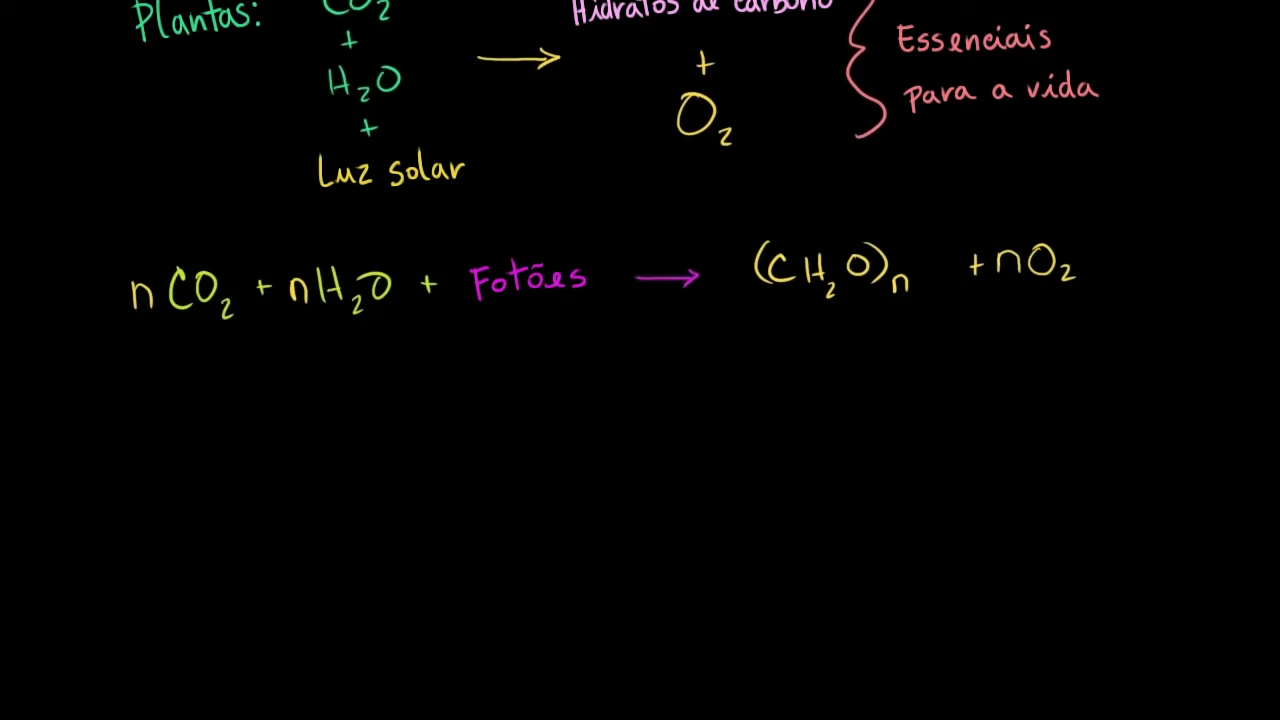 Plantas: CO₂ Hidratos de carbono
+
H₂O
+
Luz solar
+
O₂
Essenciais
para a vida
nCO₂ + nH₂O + Fotões → (CH₂O)ₙ + nO₂